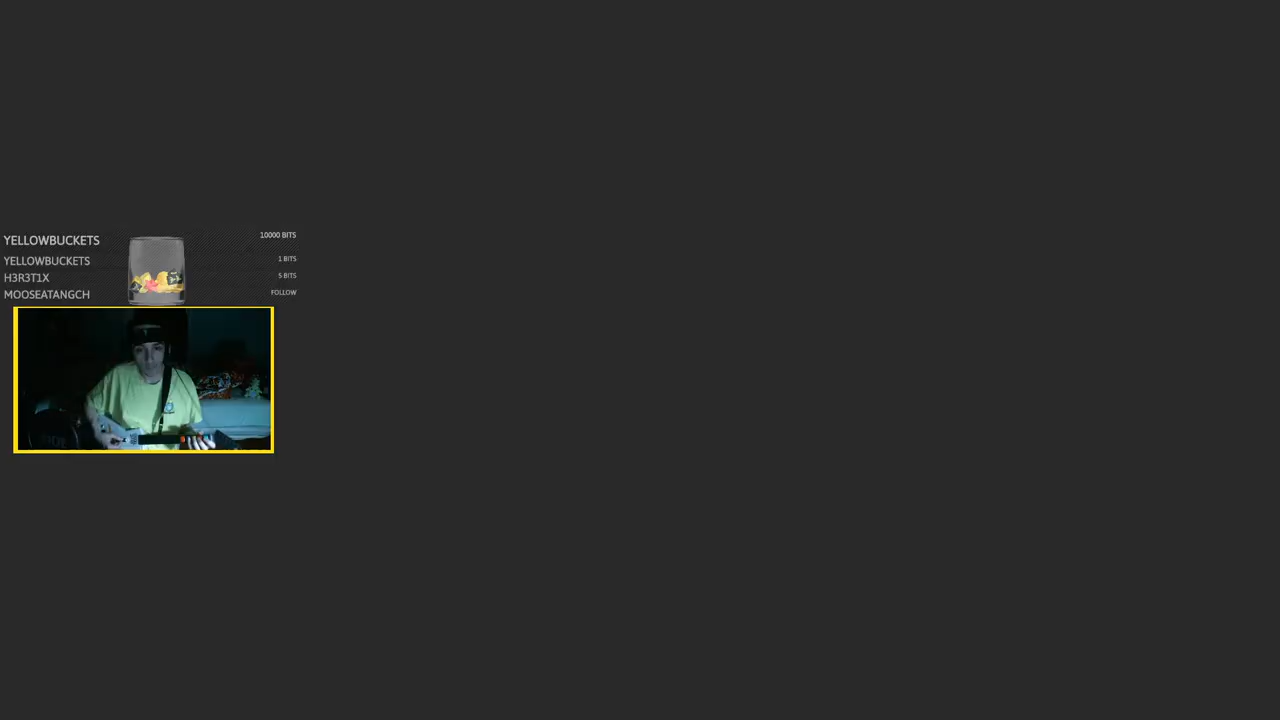 YELLOWBUCKETS 10000 BITS
YELLOWBUCKETS 1 BITS
H3R3T1X 5 BITS
MOOSEATANGCH FOLLOW